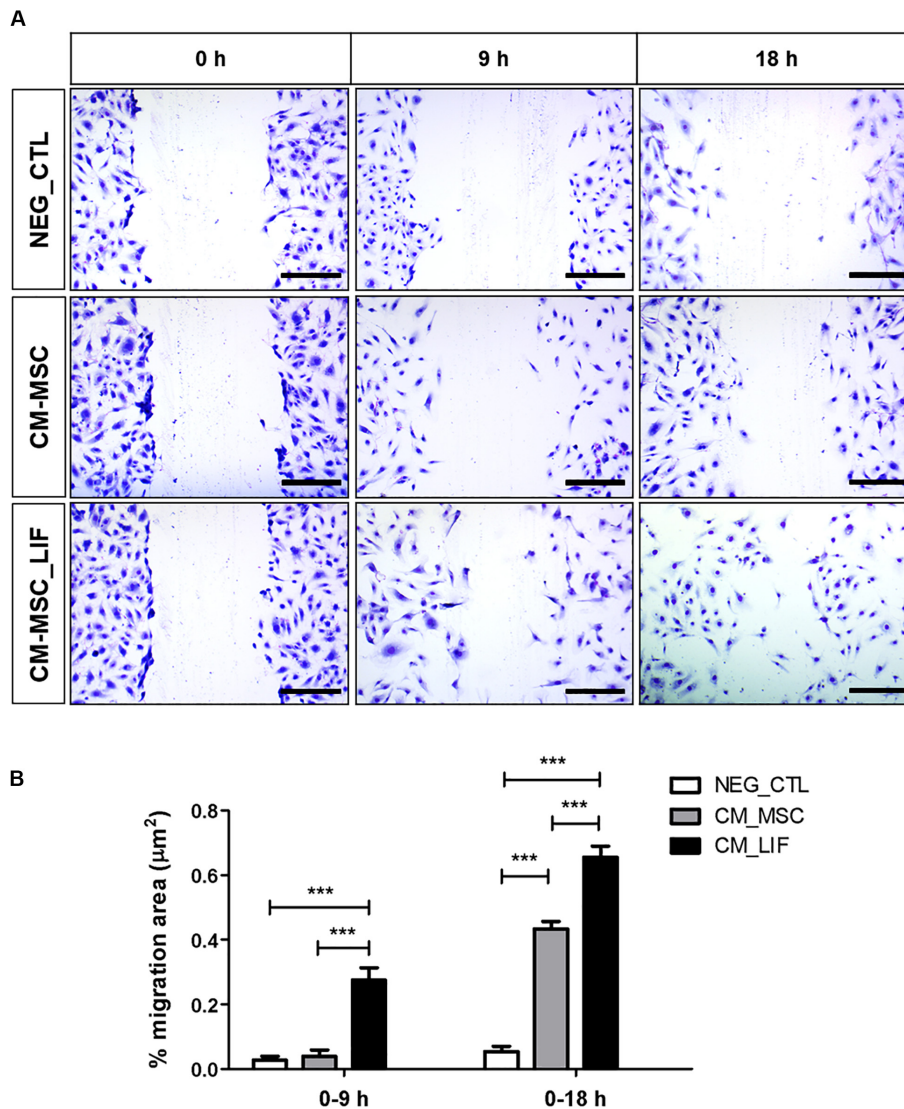 A
0 h 9 h 18 h
NEG_CTL
CM-MSC
CM-MSC_LIF
B
% migration area (μm²)
0.8
0.6
0.4
0.2
0.0
***
***
***
***
***
0-9 h 0-18 h
NEG_CTL
CM_MSC
CM_LIF